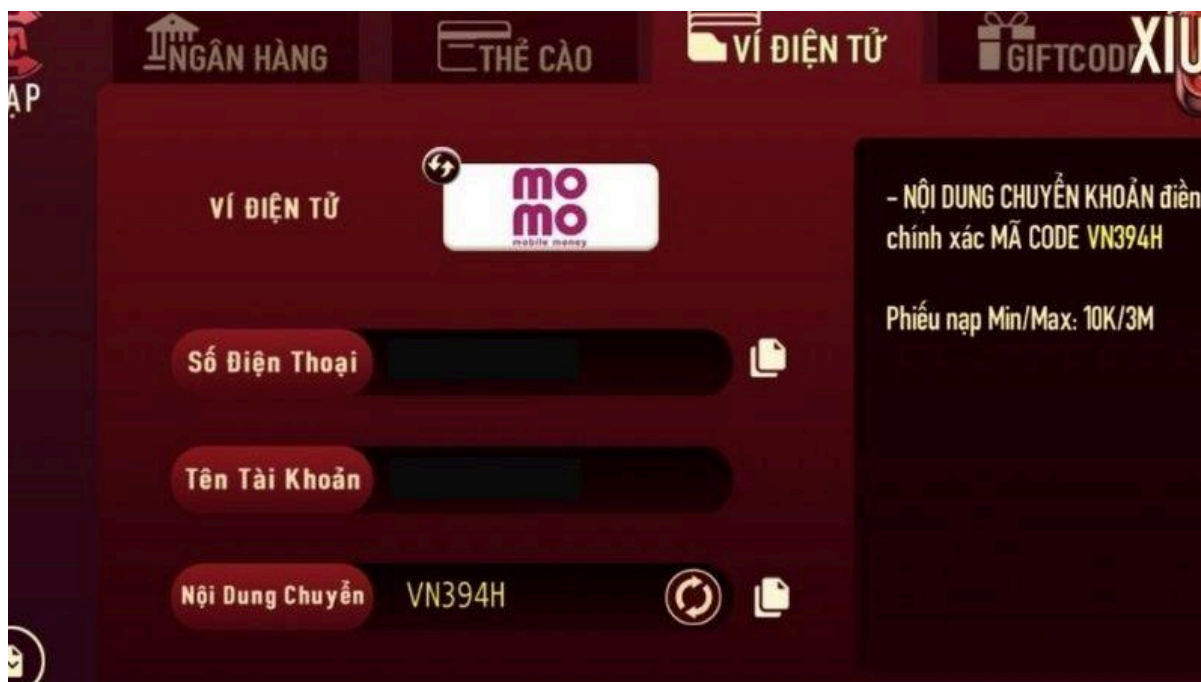 NGÂN HÀNG
THẺ CÀO
VÍ ĐIỆN TỬ
GIFTCOD
XÍU
ẠP
VÍ ĐIỆN TỬ
mo
mo
mobile money
- NỘI DUNG CHUYỂN KHOẢN điền
chính xác MÃ CODE VN394H
Phiếu nạp Min/Max: 10K/3M
Số Điện Thoại
Tên Tài Khoản
Nội Dung Chuyển
VN394H